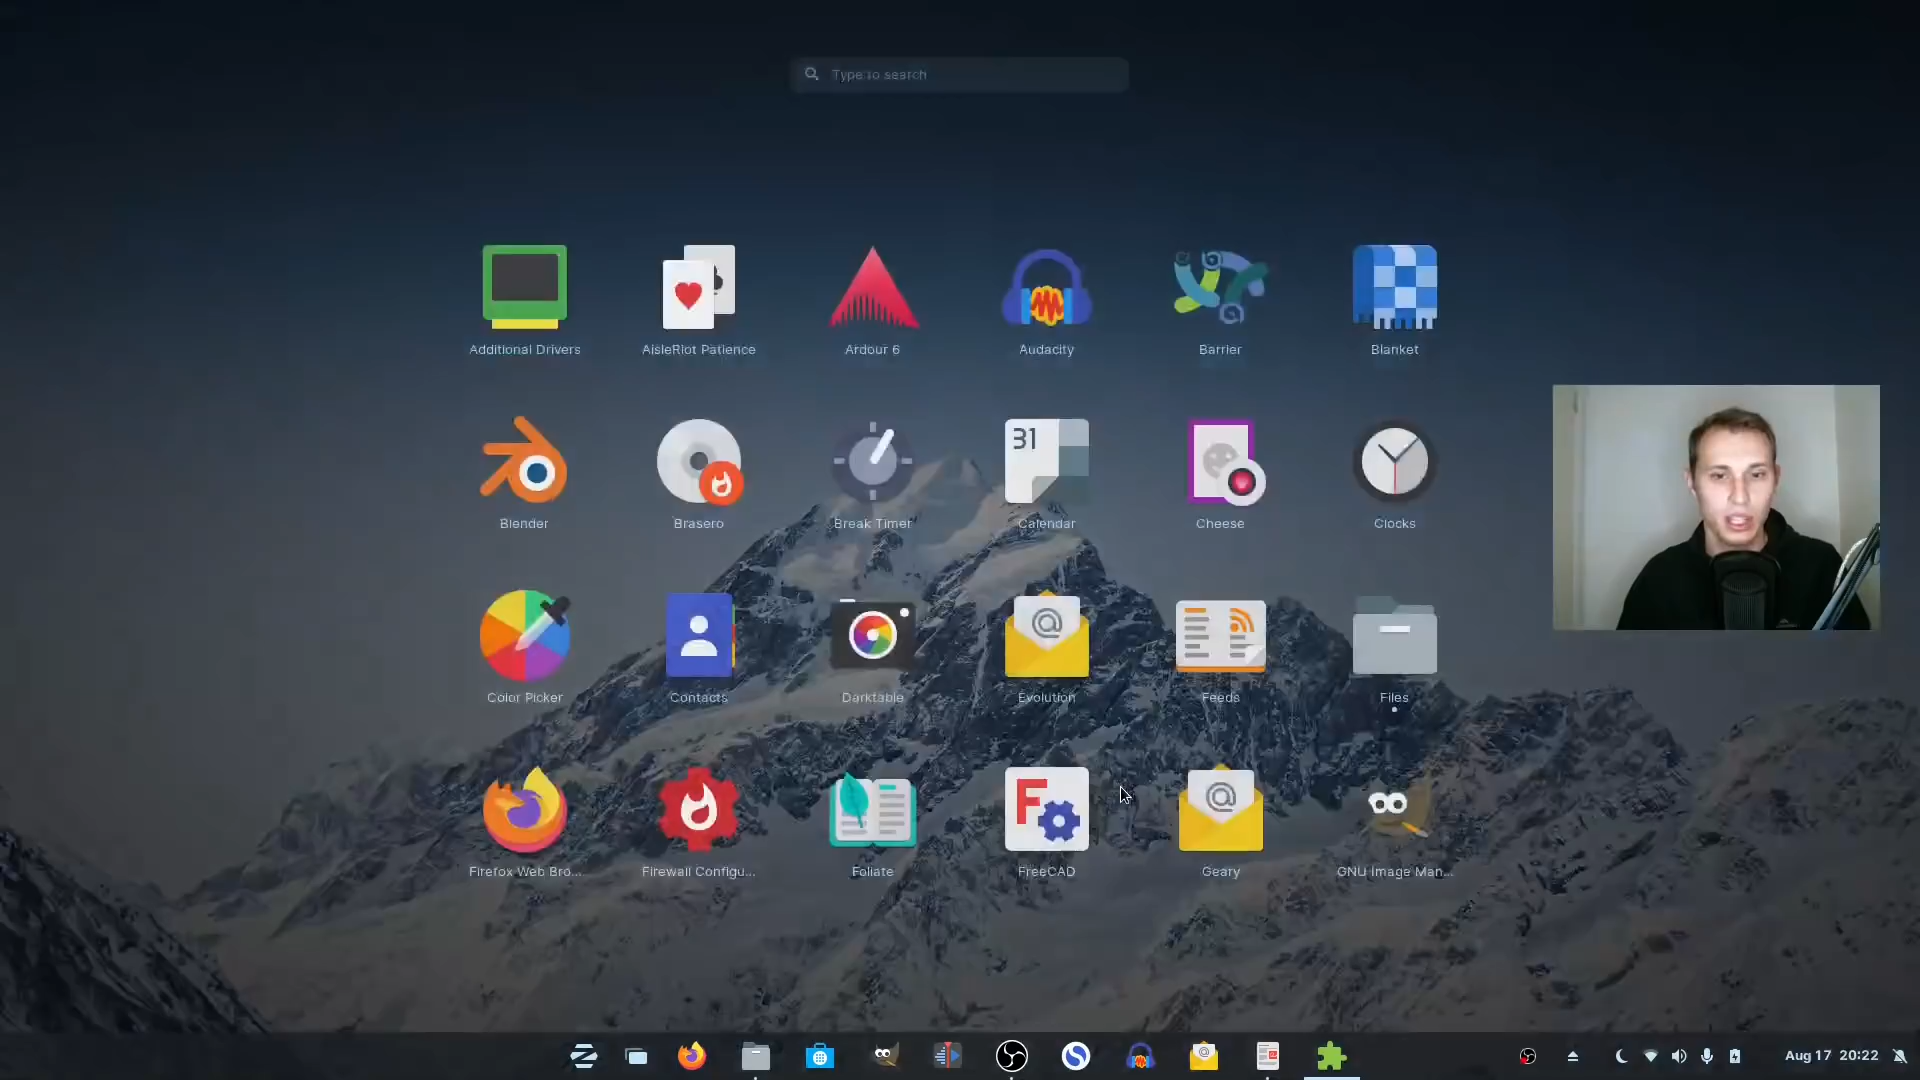 Type to search
Additional Drivers
AisleRiot Patience
Ardour 6
Audacity
Barrier
Blanket
31
Blender
Brasero
Break Timer
Calendar
Cheese
Clocks
@
Color Picker
Contacts
Darktable
Evolution
Feeds
Files
F
@
Firefox Web Bro...
Firewall Configu...
Foliate
FreeCAD
Geary
GNU Image Man...
Aug 17 20:22